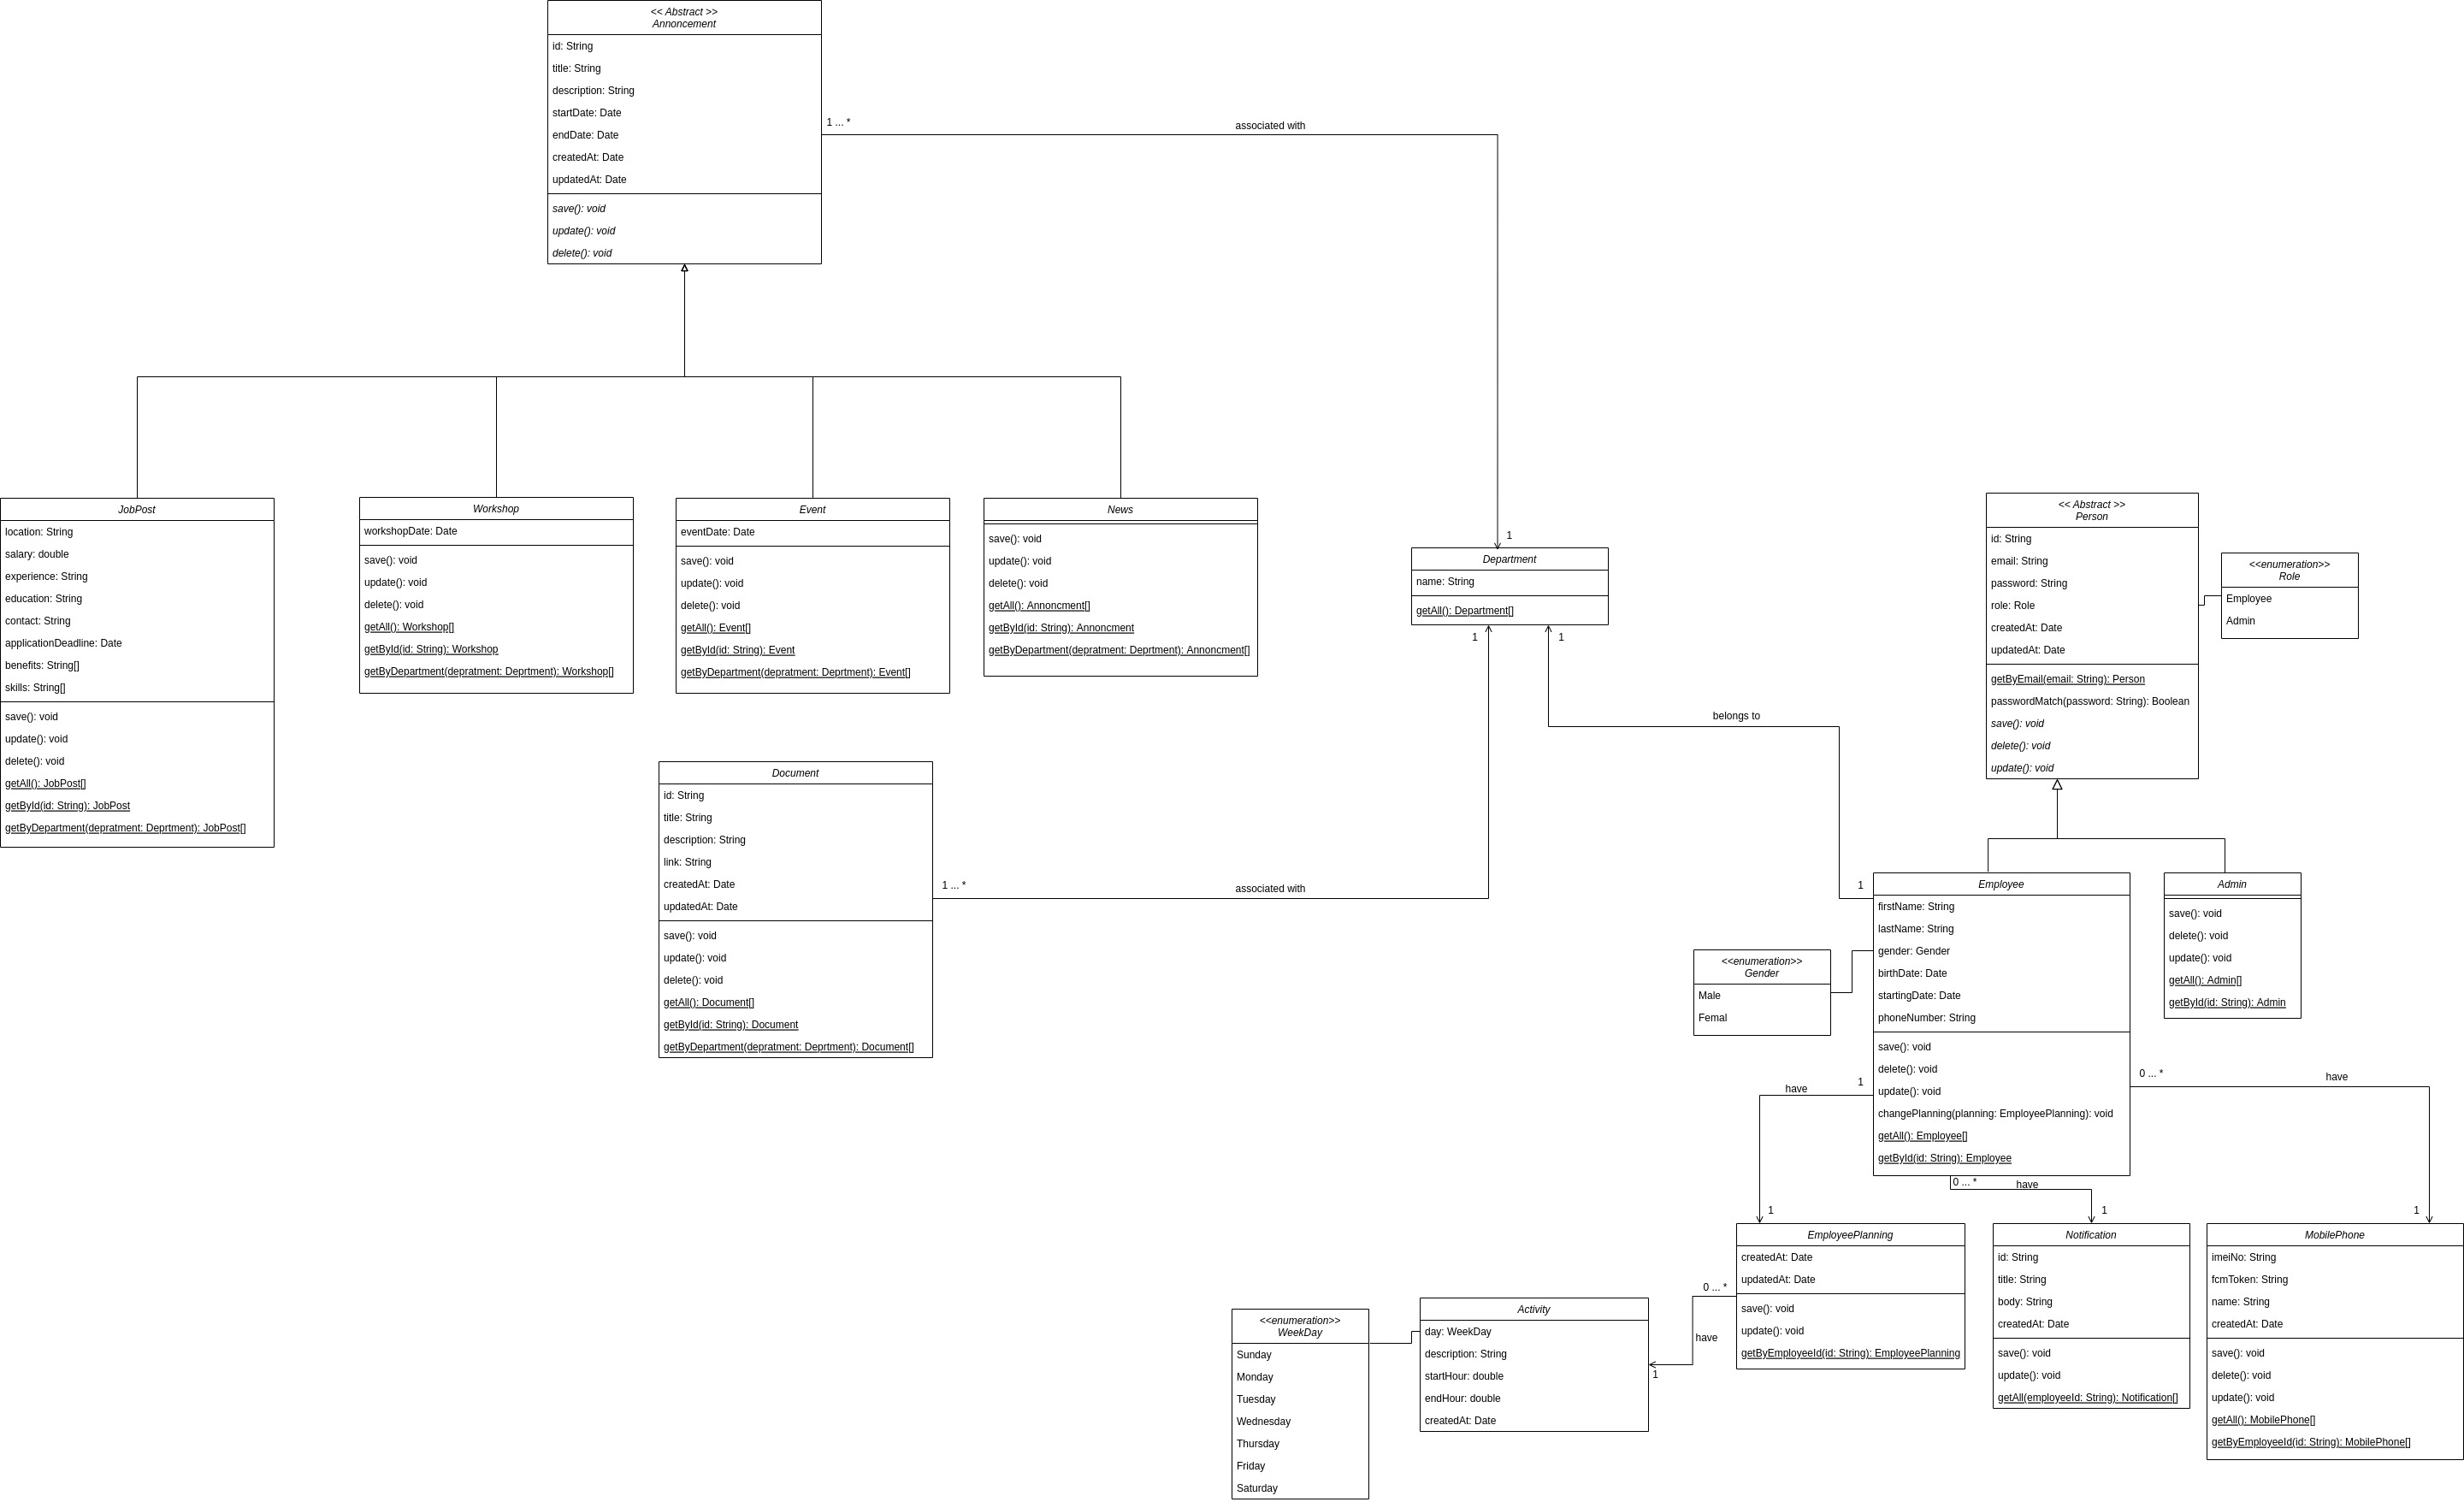 << Abstract >>
Annoncement
id: String
title: String
description: String
startDate: Date
endDate: Date
createdAt: Date
updatedAt: Date
save(): void
update(): void
delete(): void
1 ... *
associated with
1
JobPost
location: String
salary: double
experience: String
education: String
contact: String
applicationDeadline: Date
benefits: String[]
skills: String[]
save(): void
update(): void
delete(): void
getAll(): JobPost[]
getById(id: String): JobPost
getByDepartment(depratment: Deprtment): JobPost[]
Workshop
workshopDate: Date
save(): void
update(): void
delete(): void
getAll(): Workshop[]
getById(id: String): Workshop
getByDepartment(depratment: Deprtment): Workshop[]
Event
eventDate: Date
save(): void
update(): void
delete(): void
getAll(): Event[]
getById(id: String): Event
getByDepartment(depratment: Deprtment): Event[]
News
save(): void
update(): void
delete(): void
getAll(): Annoncment[]
getById(id: String): Annoncment
getByDepartment(depratment: Deprtment): Annoncment[]
Department
name: String
getAll(): Department[]
1
1
belongs to
1
<< Abstract >>
Person
id: String
email: String
password: String
role: Role
createdAt: Date
updatedAt: Date
getByEmail(email: String): Person
passwordMatch(password: String): Boolean
save(): void
delete(): void
update(): void
<<enumeration>>
Role
Employee
Admin
Document
id: String
title: String
description: String
link: String
createdAt: Date
updatedAt: Date
save(): void
update(): void
delete(): void
getAll(): Document[]
getById(id: String): Document
getByDepartment(depratment: Deprtment): Document[]
1 ... *
associated with
<<enumeration>>
Gender
Male
Femal
Employee
firstName: String
lastName: String
gender: Gender
birthDate: Date
startingDate: Date
phoneNumber: String
save(): void
delete(): void
update(): void
changePlanning(planning: EmployeePlanning): void
getAll(): Employee[]
getById(id: String): Employee
Admin
save(): void
delete(): void
update(): void
getAll(): Admin[]
getById(id: String): Admin
1
have
1
0 ... *
have
1
0 ... *
have
1
<<enumeration>>
WeekDay
Sunday
Monday
Tuesday
Wednesday
Thursday
Friday
Saturday
Activity
day: WeekDay
description: String
startHour: double
endHour: double
createdAt: Date
0 ... *
have
1
EmployeePlanning
createdAt: Date
updatedAt: Date
save(): void
update(): void
getByEmployeeId(id: String): EmployeePlanning
Notification
id: String
title: String
body: String
createdAt: Date
save(): void
update(): void
getAll(employeeId: String): Notification[]
MobilePhone
imeiNo: String
fcmToken: String
name: String
createdAt: Date
save(): void
delete(): void
update(): void
getAll(): MobilePhone[]
getByEmployeeId(id: String): MobilePhone[]